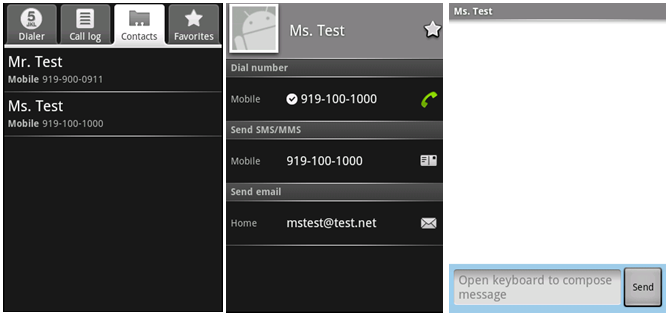 5
JKL
Dialer
Call log
Contacts
Favorites
Mr. Test
Mobile 919-900-0911
Ms. Test
Mobile 919-100-1000
Ms. Test
Dial number
Mobile 919-100-1000
Send SMS/MMS
Mobile 919-100-1000
Send email
Home mstest@test.net
Ms. Test
Open keyboard to compose
message
Send